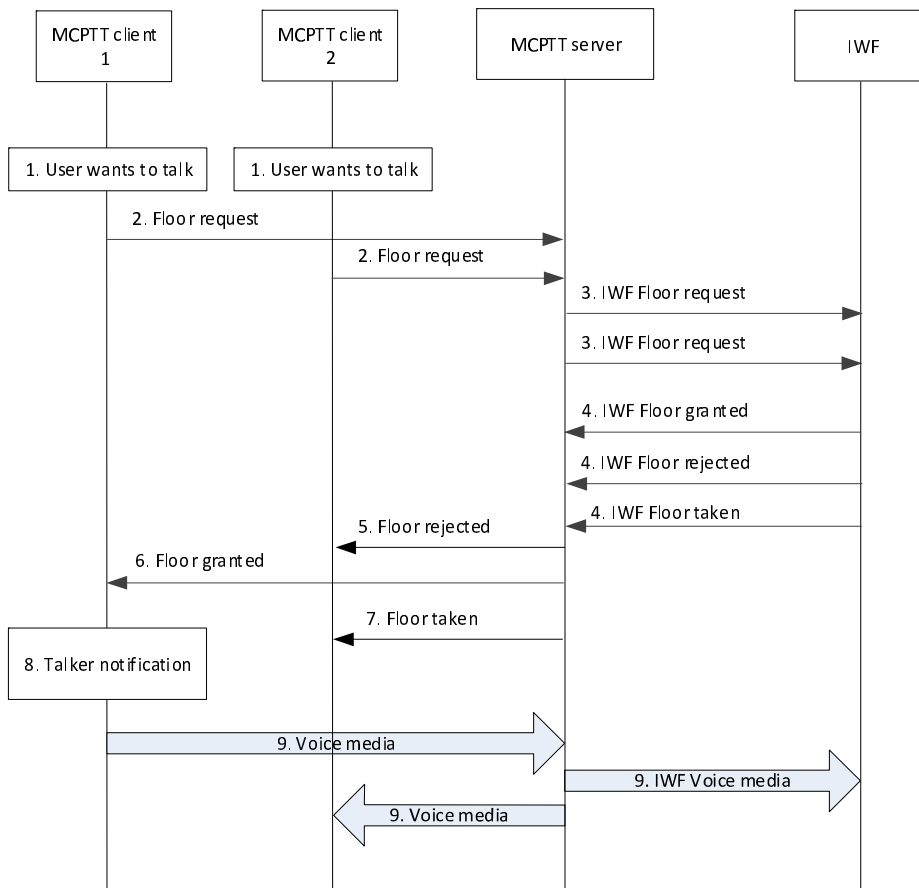 MCPTT client
1
MCPTT client
2
MCPTT server
IWF
1. User wants to talk
1. User wants to talk
2. Floor request
2. Floor request
3. IWF Floor request
3. IWF Floor request
4. IWF Floor granted
4. IWF Floor rejected
4. IWF Floor taken
5. Floor rejected
6. Floor granted
7. Floor taken
8. Talker notification
9. Voice media
9. IWF Voice media
9. Voice media